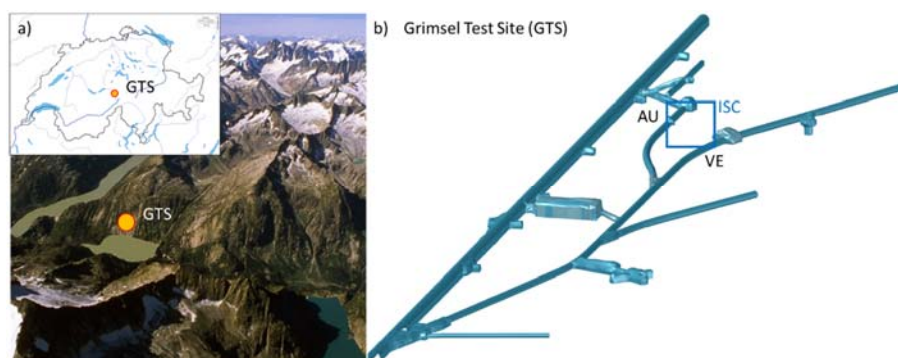 a)
GTS
GTS
b) Grimsel Test Site (GTS)
AU
ISC
VE